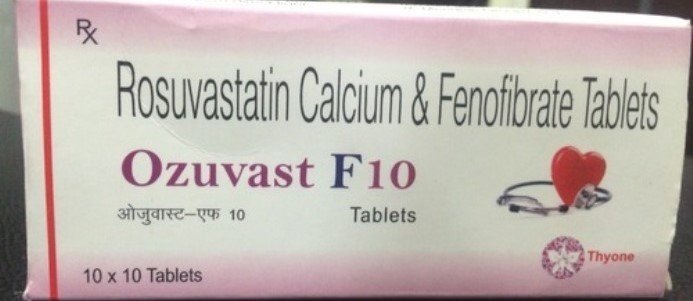 Rx
Rosuvastatin Calcium & Fenofibrate Tablets
Ozuvast F10
ओजुवास्ट–एफ 10 Tablets
Thyone
10 x 10 Tablets